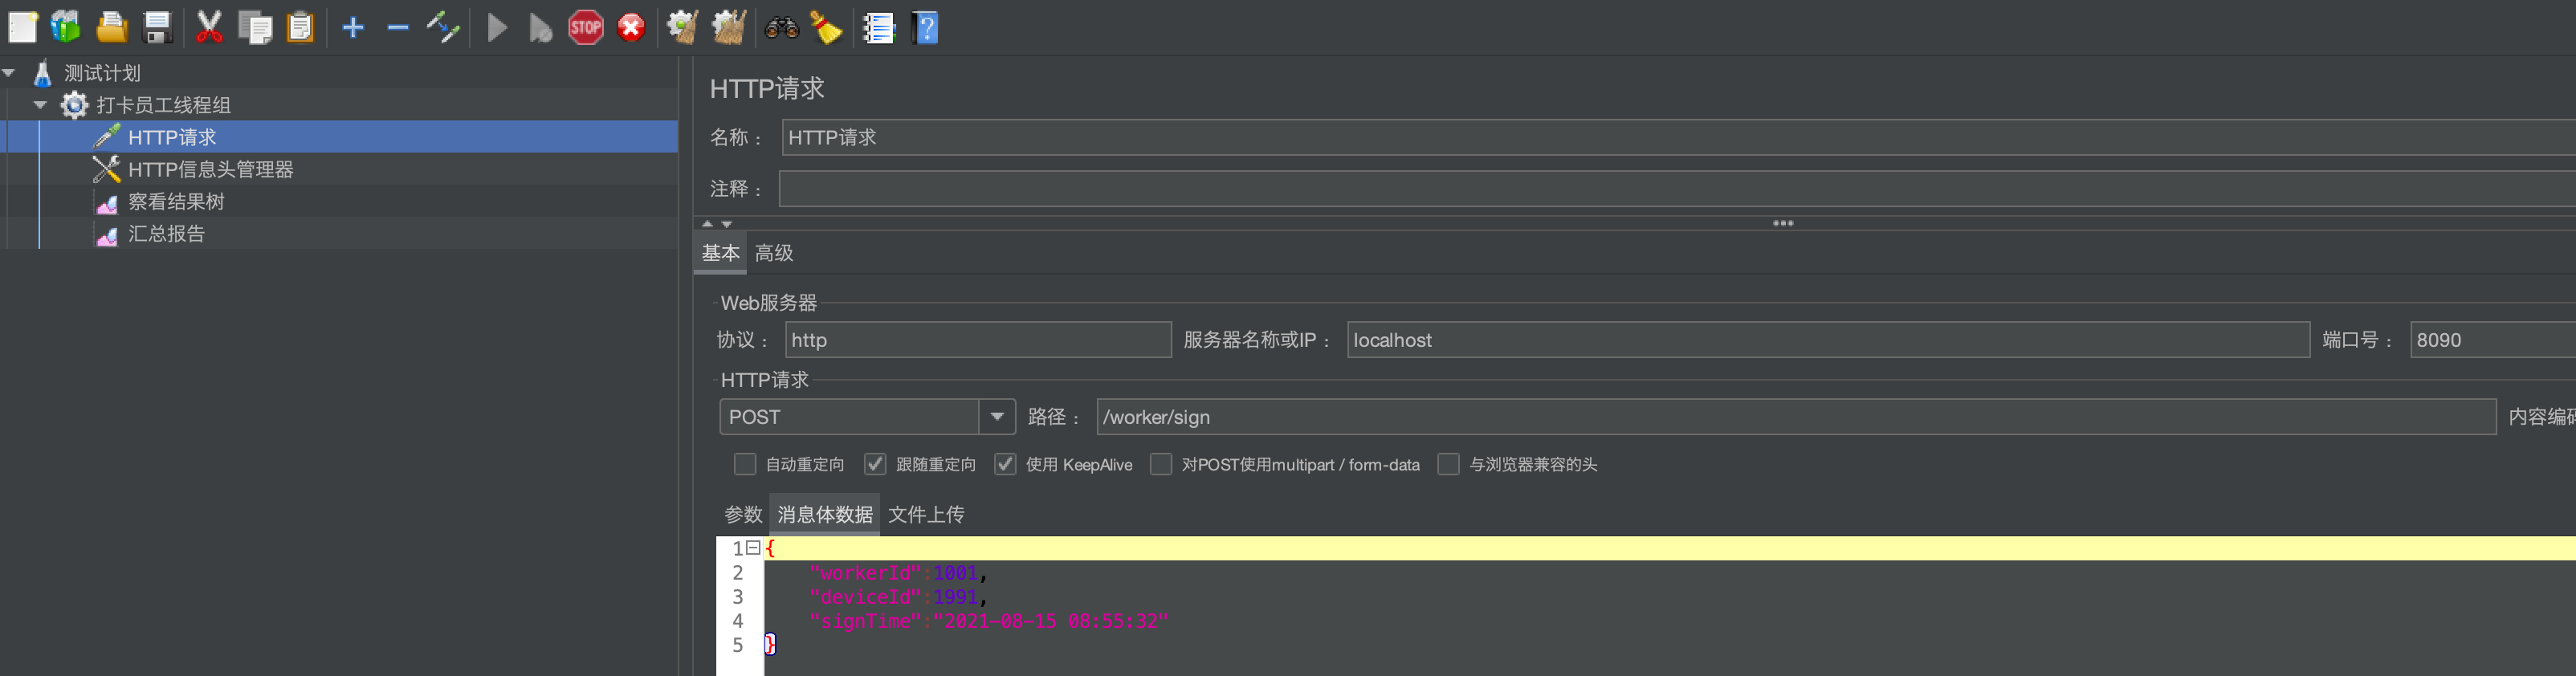 STOP
测试计划
打卡员工线程组
HTTP请求
HTTP信息头管理器
察看结果树
汇总报告
HTTP请求
名称： HTTP请求
注释：
基本 高级
Web服务器
协议： http 服务器名称或IP： localhost 端口号： 8090
HTTP请求
POST 路径： /worker/sign 内容编码
自动重定向 跟随重定向 使用 KeepAlive 对POST使用multipart / form-data 与浏览器兼容的头
参数 消息体数据 文件上传
1 {
2 "workerId":1001,
3 "deviceId":1991,
4 "signTime":"2021-08-15 08:55:32"
5 }